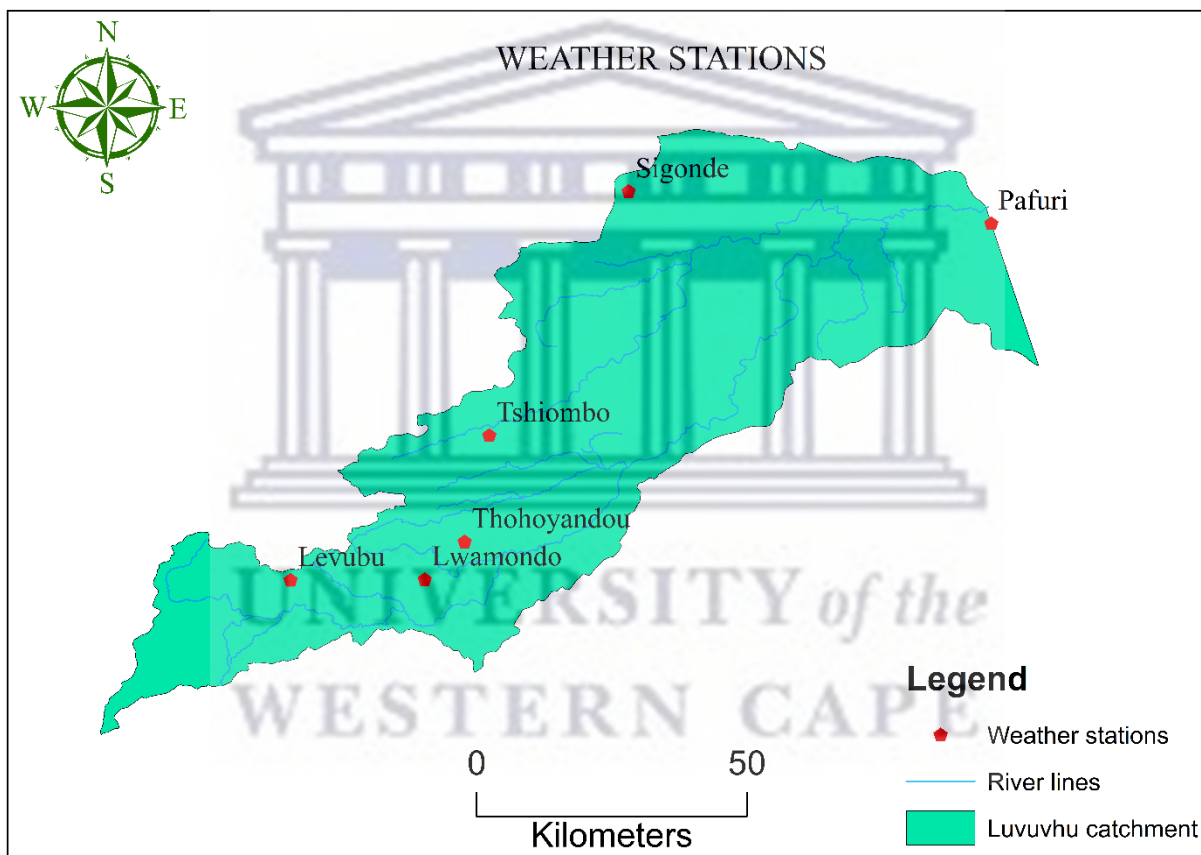 WEATHER STATIONS
N
W E
S
Sigonde
Pafuri
Tshiombo
Thohoyandou
Levubu
Lwamondo
UNIVERSITY of the
WESTERN CAPE
Legend
Weather stations
River lines
Luvuvhu catchment
0 50
Kilometers